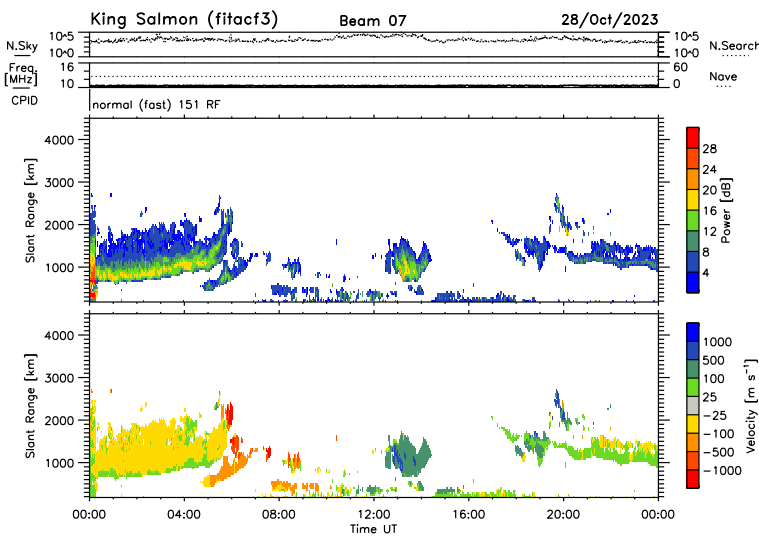 King Salmon (fitacf3) Beam 07 28/Oct/2023
N.Sky 10^5 10^0 10^5 10^0 N.Search
Freq [MHz] 16 10 60 0 Nave
CPID normal (fast) 151 RF
Slant Range [km] 4000 3000 2000 1000
28 24 20 16 12 8 4 Power [dB]
Slant Range [km] 4000 3000 2000 1000
1000 500 100 25 -25 -100 -500 -1000 Velocity [m s⁻¹]
00:00 04:00 08:00 12:00 16:00 20:00 00:00
Time UT